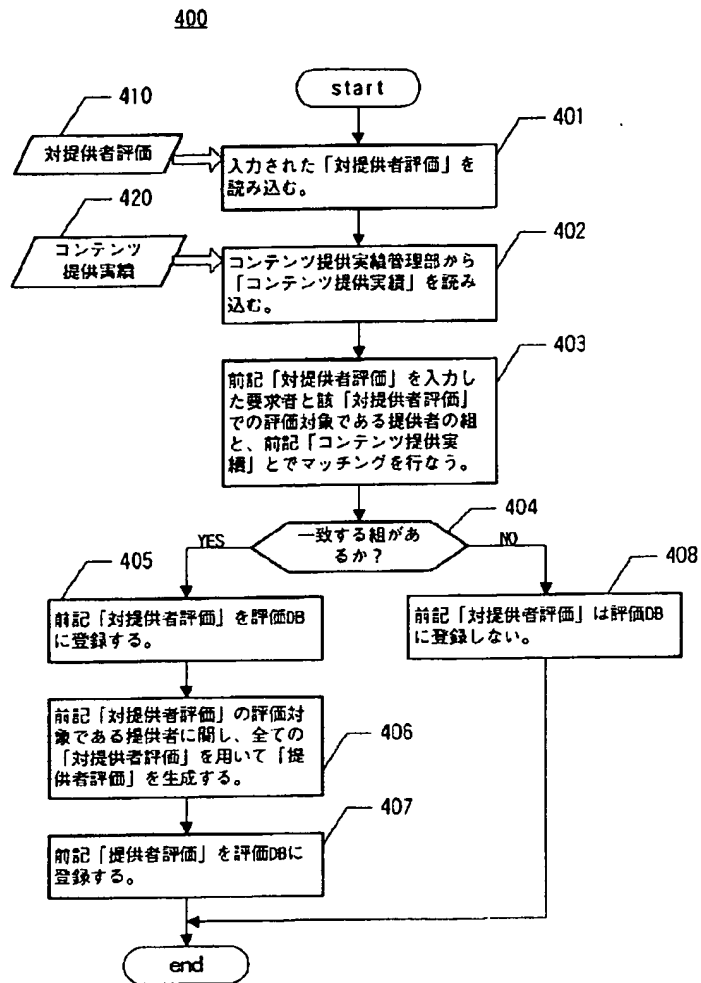 400
start
410
対提供者評価
401
入力された「対提供者評価」を
読み込む。
420
コンテンツ
提供実績
402
コンテンツ提供実績管理部から
「コンテンツ提供実績」を読み
込む。
403
前記「対提供者評価」を入力し
た要求者と該「対提供者評価」
での評価対象である提供者の組
と、前記「コンテンツ提供実
績」とでマッチングを行なう。
404
一致する組があ
るか？
YES
NO
405
前記「対提供者評価」を評価DB
に登録する。
408
前記「対提供者評価」は評価DB
に登録しない。
406
前記「対提供者評価」の評価対
象である提供者に関し、全ての
「対提供者評価」を用いて「提
供者評価」を生成する。
407
前記「提供者評価」を評価DBに
登録する。
end